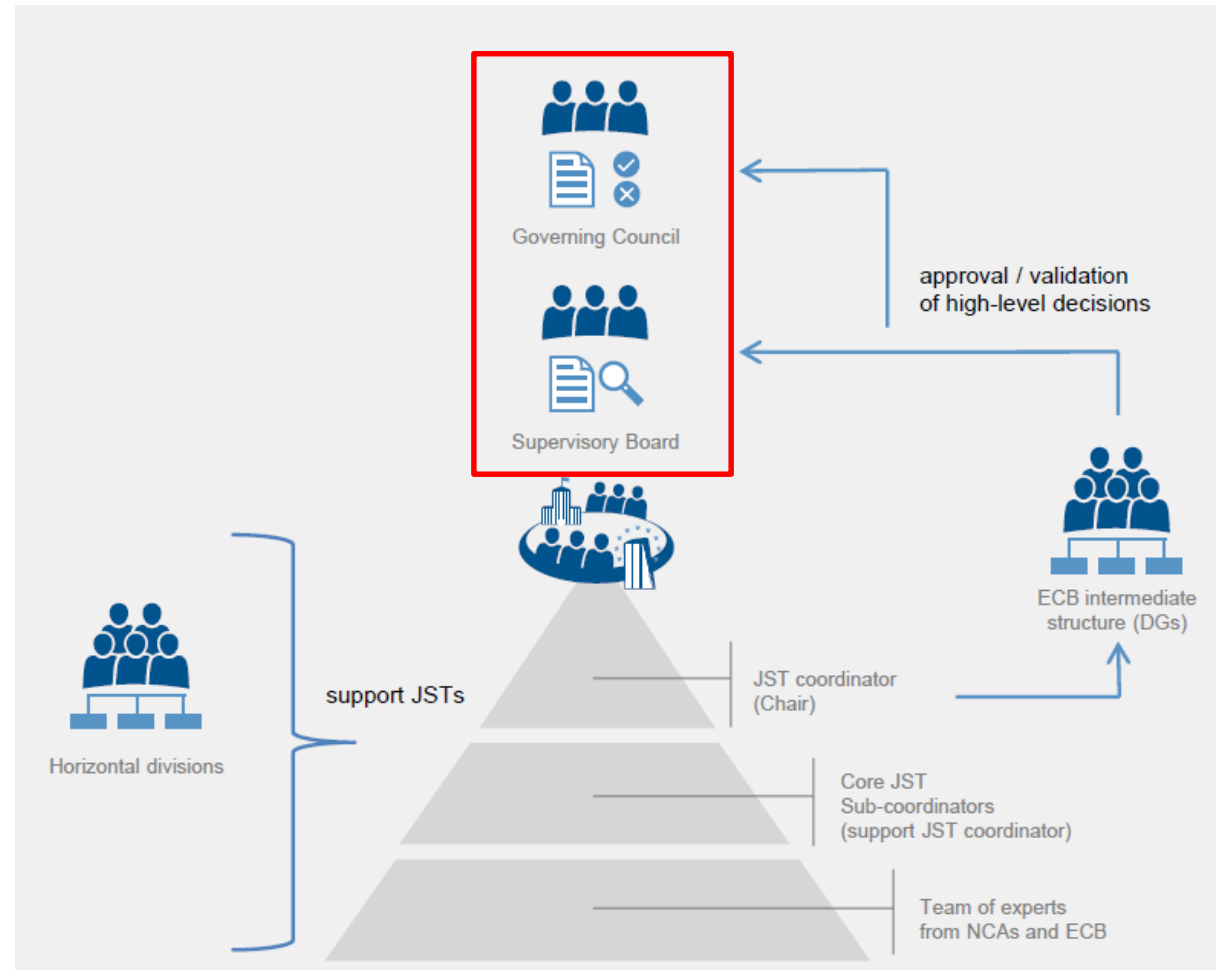 Governing Council
approval / validation
of high-level decisions
Supervisory Board
ECB intermediate
structure (DGs)
support JSTs
JST coordinator
(Chair)
Horizontal divisions
Core JST
Sub-coordinators
(support JST coordinator)
Team of experts
from NCAs and ECB